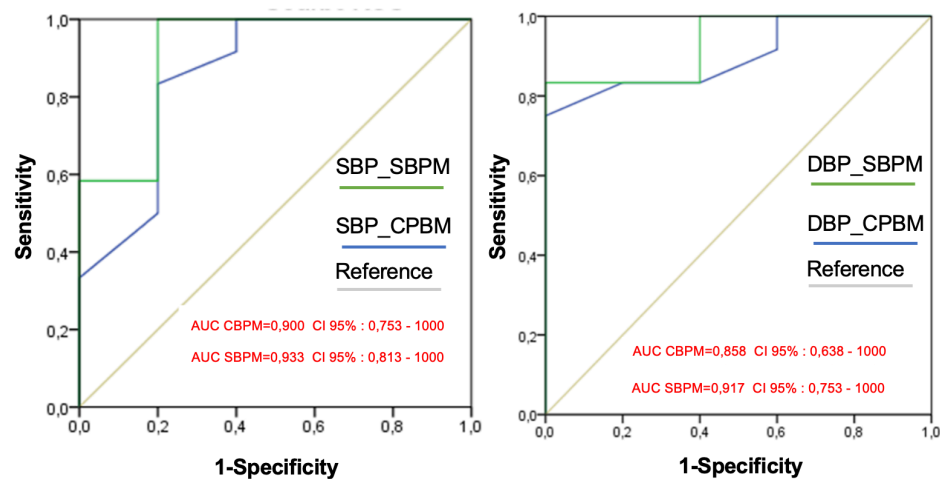 1,0
0,8
0,6
0,4
0,2
0,0
Sensitivity
SBP_SBPM
SBP_CPBM
Reference
AUC CBPM=0,900 CI 95% : 0,753 - 1000
AUC SBPM=0,933 CI 95% : 0,813 - 1000
0,0 0,2 0,4 0,6 0,8 1,0
1-Specificity
1,0
0,8
0,6
0,4
0,2
0,0
Sensitivity
DBP_SBPM
DBP_CPBM
Reference
AUC CBPM=0,858 CI 95% : 0,638 - 1000
AUC SBPM=0,917 CI 95% : 0,753 - 1000
0,0 0,2 0,4 0,6 0,8 1,0
1-Specificity